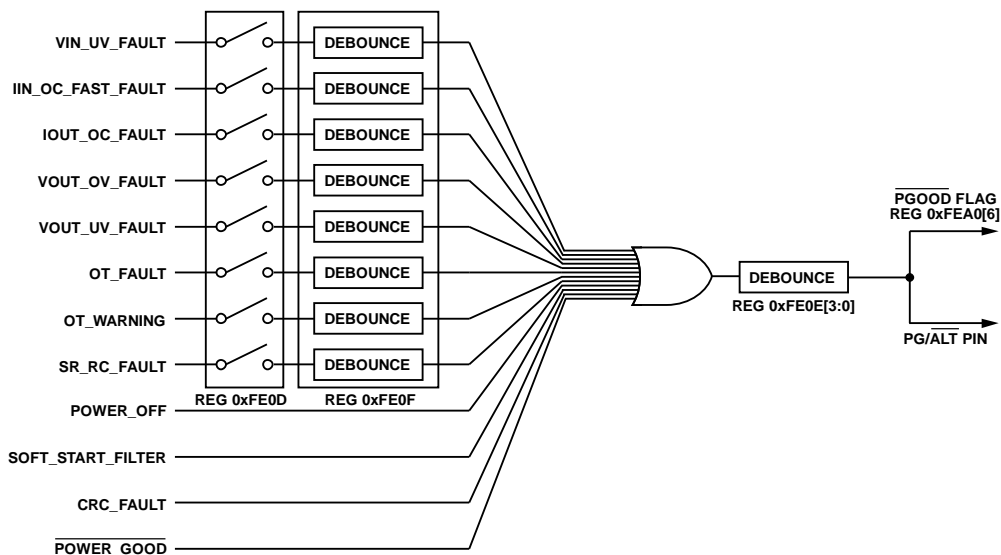 VIN_UV_FAULT
DEBOUNCE
IIN_OC_FAST_FAULT
DEBOUNCE
IOUT_OC_FAULT
DEBOUNCE
VOUT_OV_FAULT
DEBOUNCE
VOUT_UV_FAULT
DEBOUNCE
OT_FAULT
DEBOUNCE
OT_WARNING
DEBOUNCE
SR_RC_FAULT
DEBOUNCE
REG 0xFE0D
REG 0xFE0F
POWER_OFF
SOFT_START_FILTER
CRC_FAULT
POWER_GOOD
DEBOUNCE
REG 0xFE0E[3:0]
PGOOD FLAG
REG 0xFEA0[6]
PG/ALT PIN